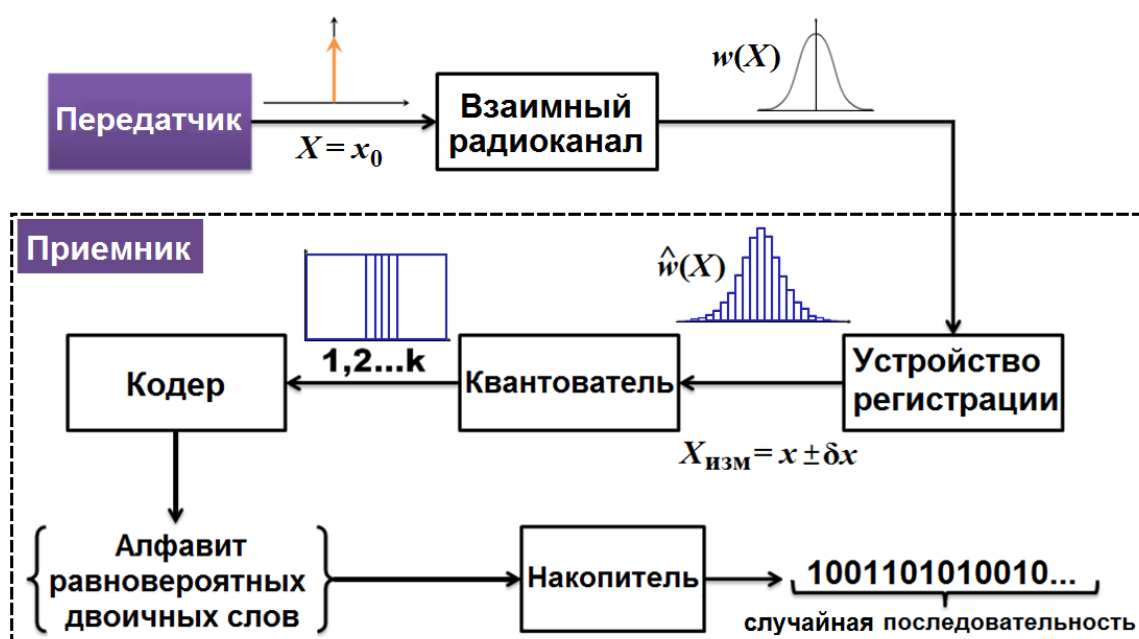 w(X)
Передатчик
X = x₀
Взаимный
радиоканал
Приемник
ŵ(X)
1,2...k
Кодер
Квантователь
Устройство
регистрации
Xизм = x ± δx
Алфавит
равновероятных
двоичных слов
Накопитель
1001101010010...
случайная последовательность